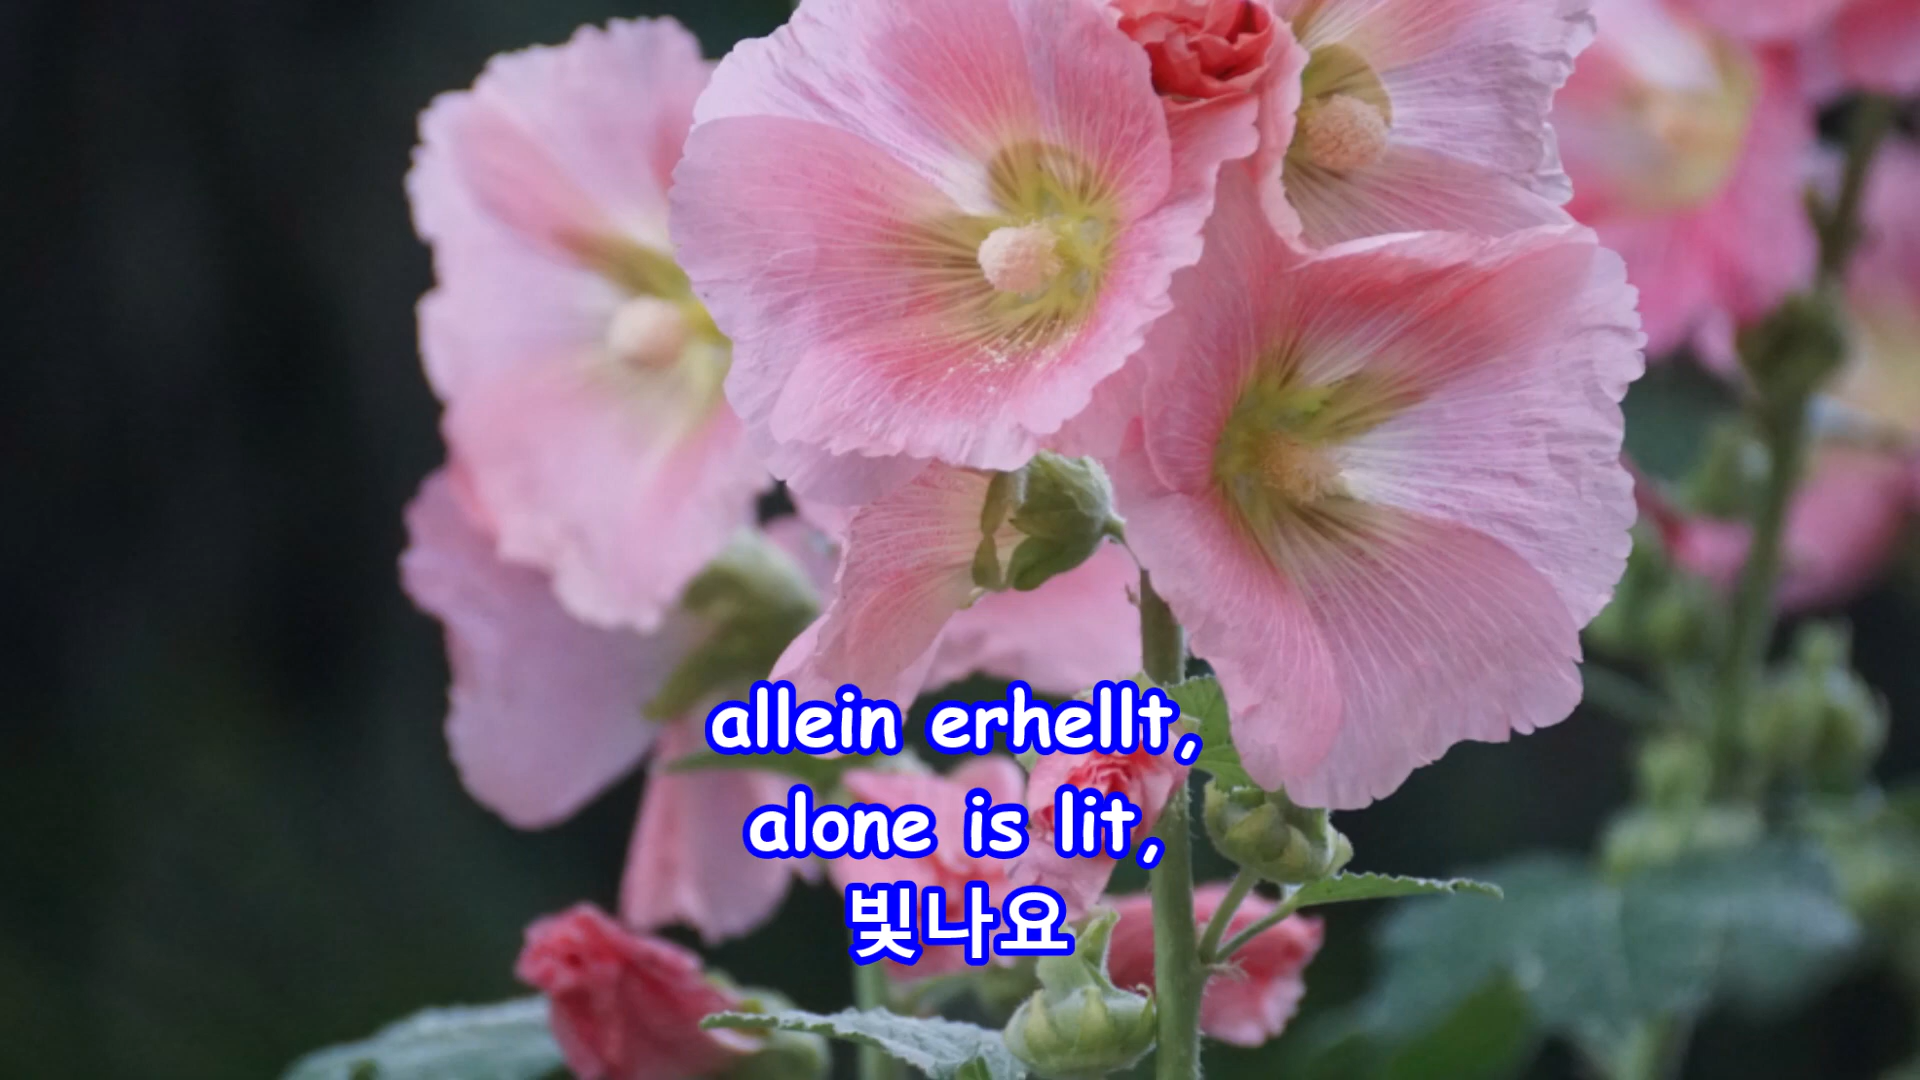 allein erhellt,
alone is lit,
빛나요